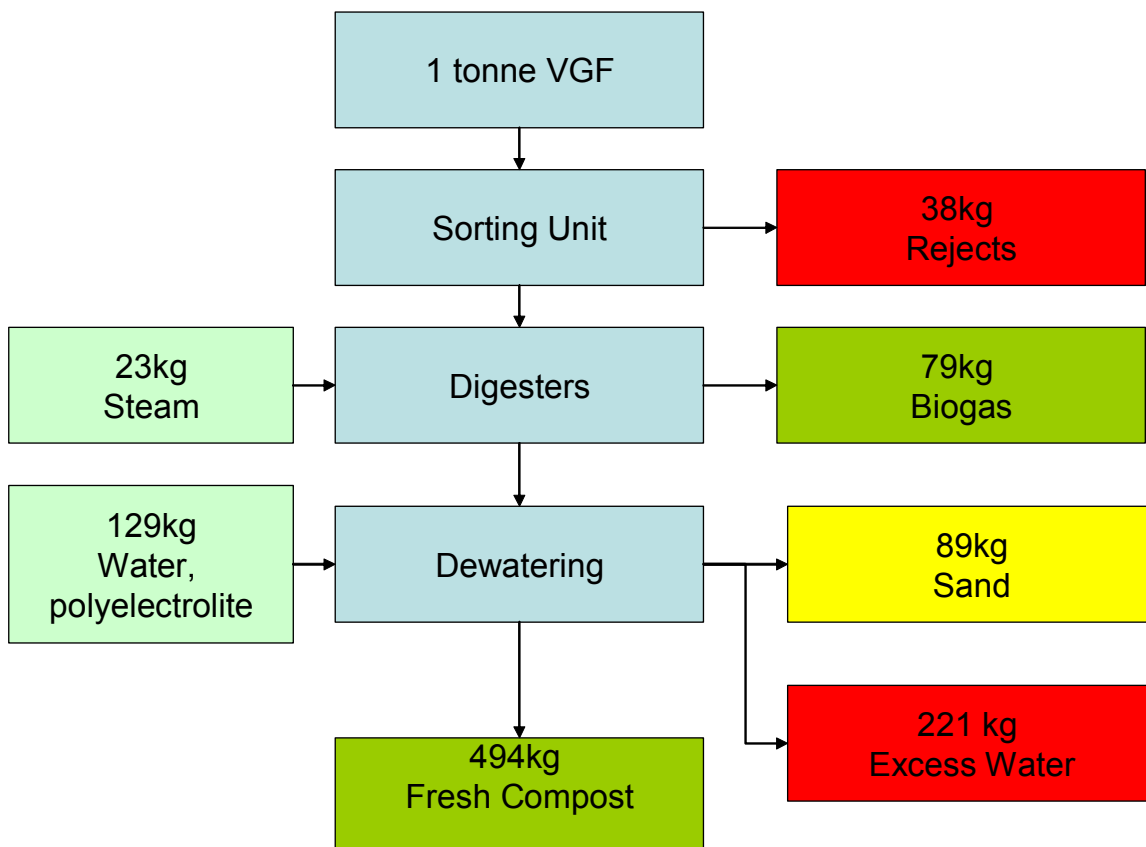 1 tonne VGF
Sorting Unit
38kg
Rejects
23kg
Steam
Digesters
79kg
Biogas
129kg
Water,
polyelectrolite
Dewatering
89kg
Sand
221 kg
Excess Water
494kg
Fresh Compost